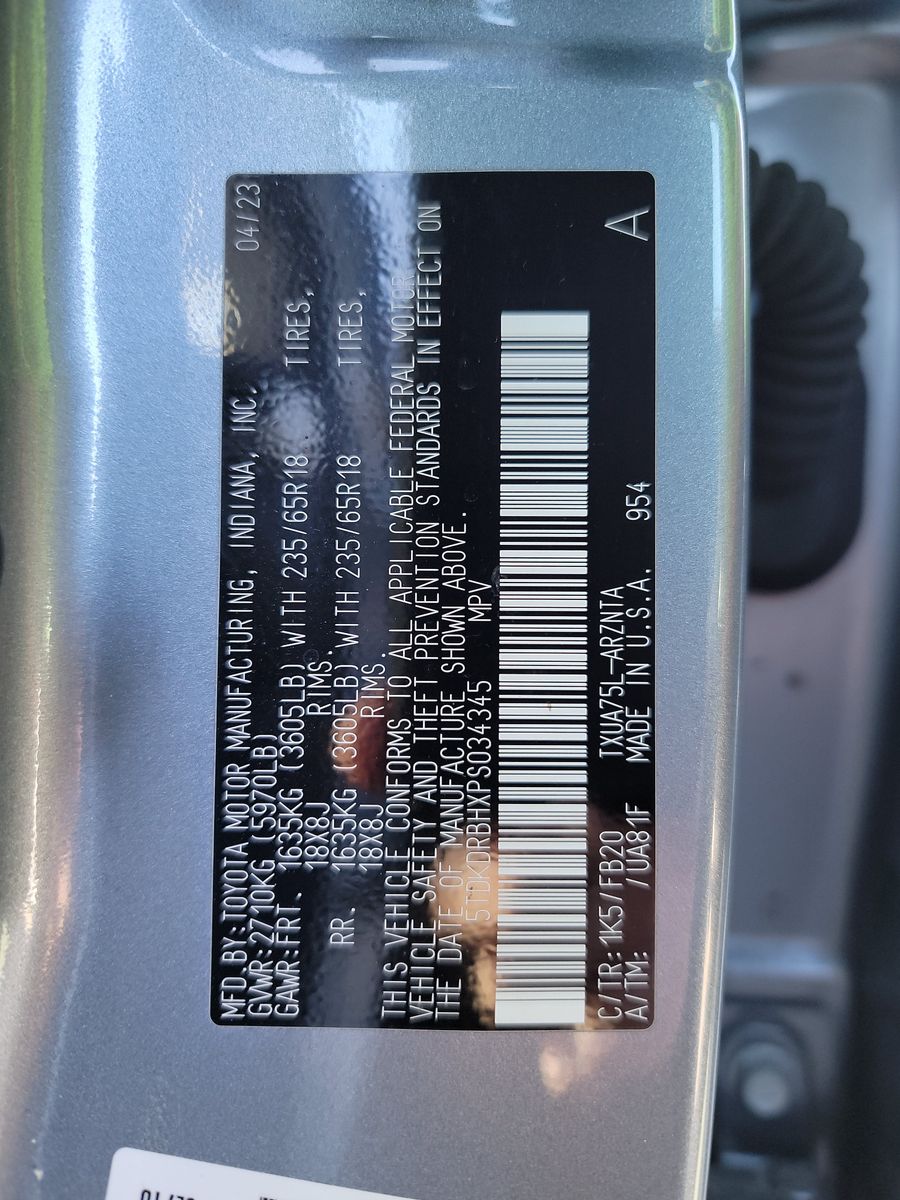 MFD.BY:TOYOTA MOTOR MANUFACTURING, INDIANA, INC. 04/23
GVWR:2710KG (5970LB)
GAWR:FRT. 1635KG (3605LB) WITH 235/65R18 TIRES,
18X8J RIMS.
RR. 1635KG (3605LB) WITH 235/65R18 TIRES,
18X8J RIMS.
THIS VEHICLE CONFORMS TO ALL APPLICABLE FEDERAL MOTOR
VEHICLE SAFETY AND THEFT PREVENTION STANDARDS IN EFFECT ON
THE DATE OF MANUFACTURE SHOWN ABOVE.
5TDKDRBHXPS034345 MPV
C/TR:1K5/FB20 TXUA75L-ARZNTA A
A/TM: /UA81F MADE IN U.S.A. 954